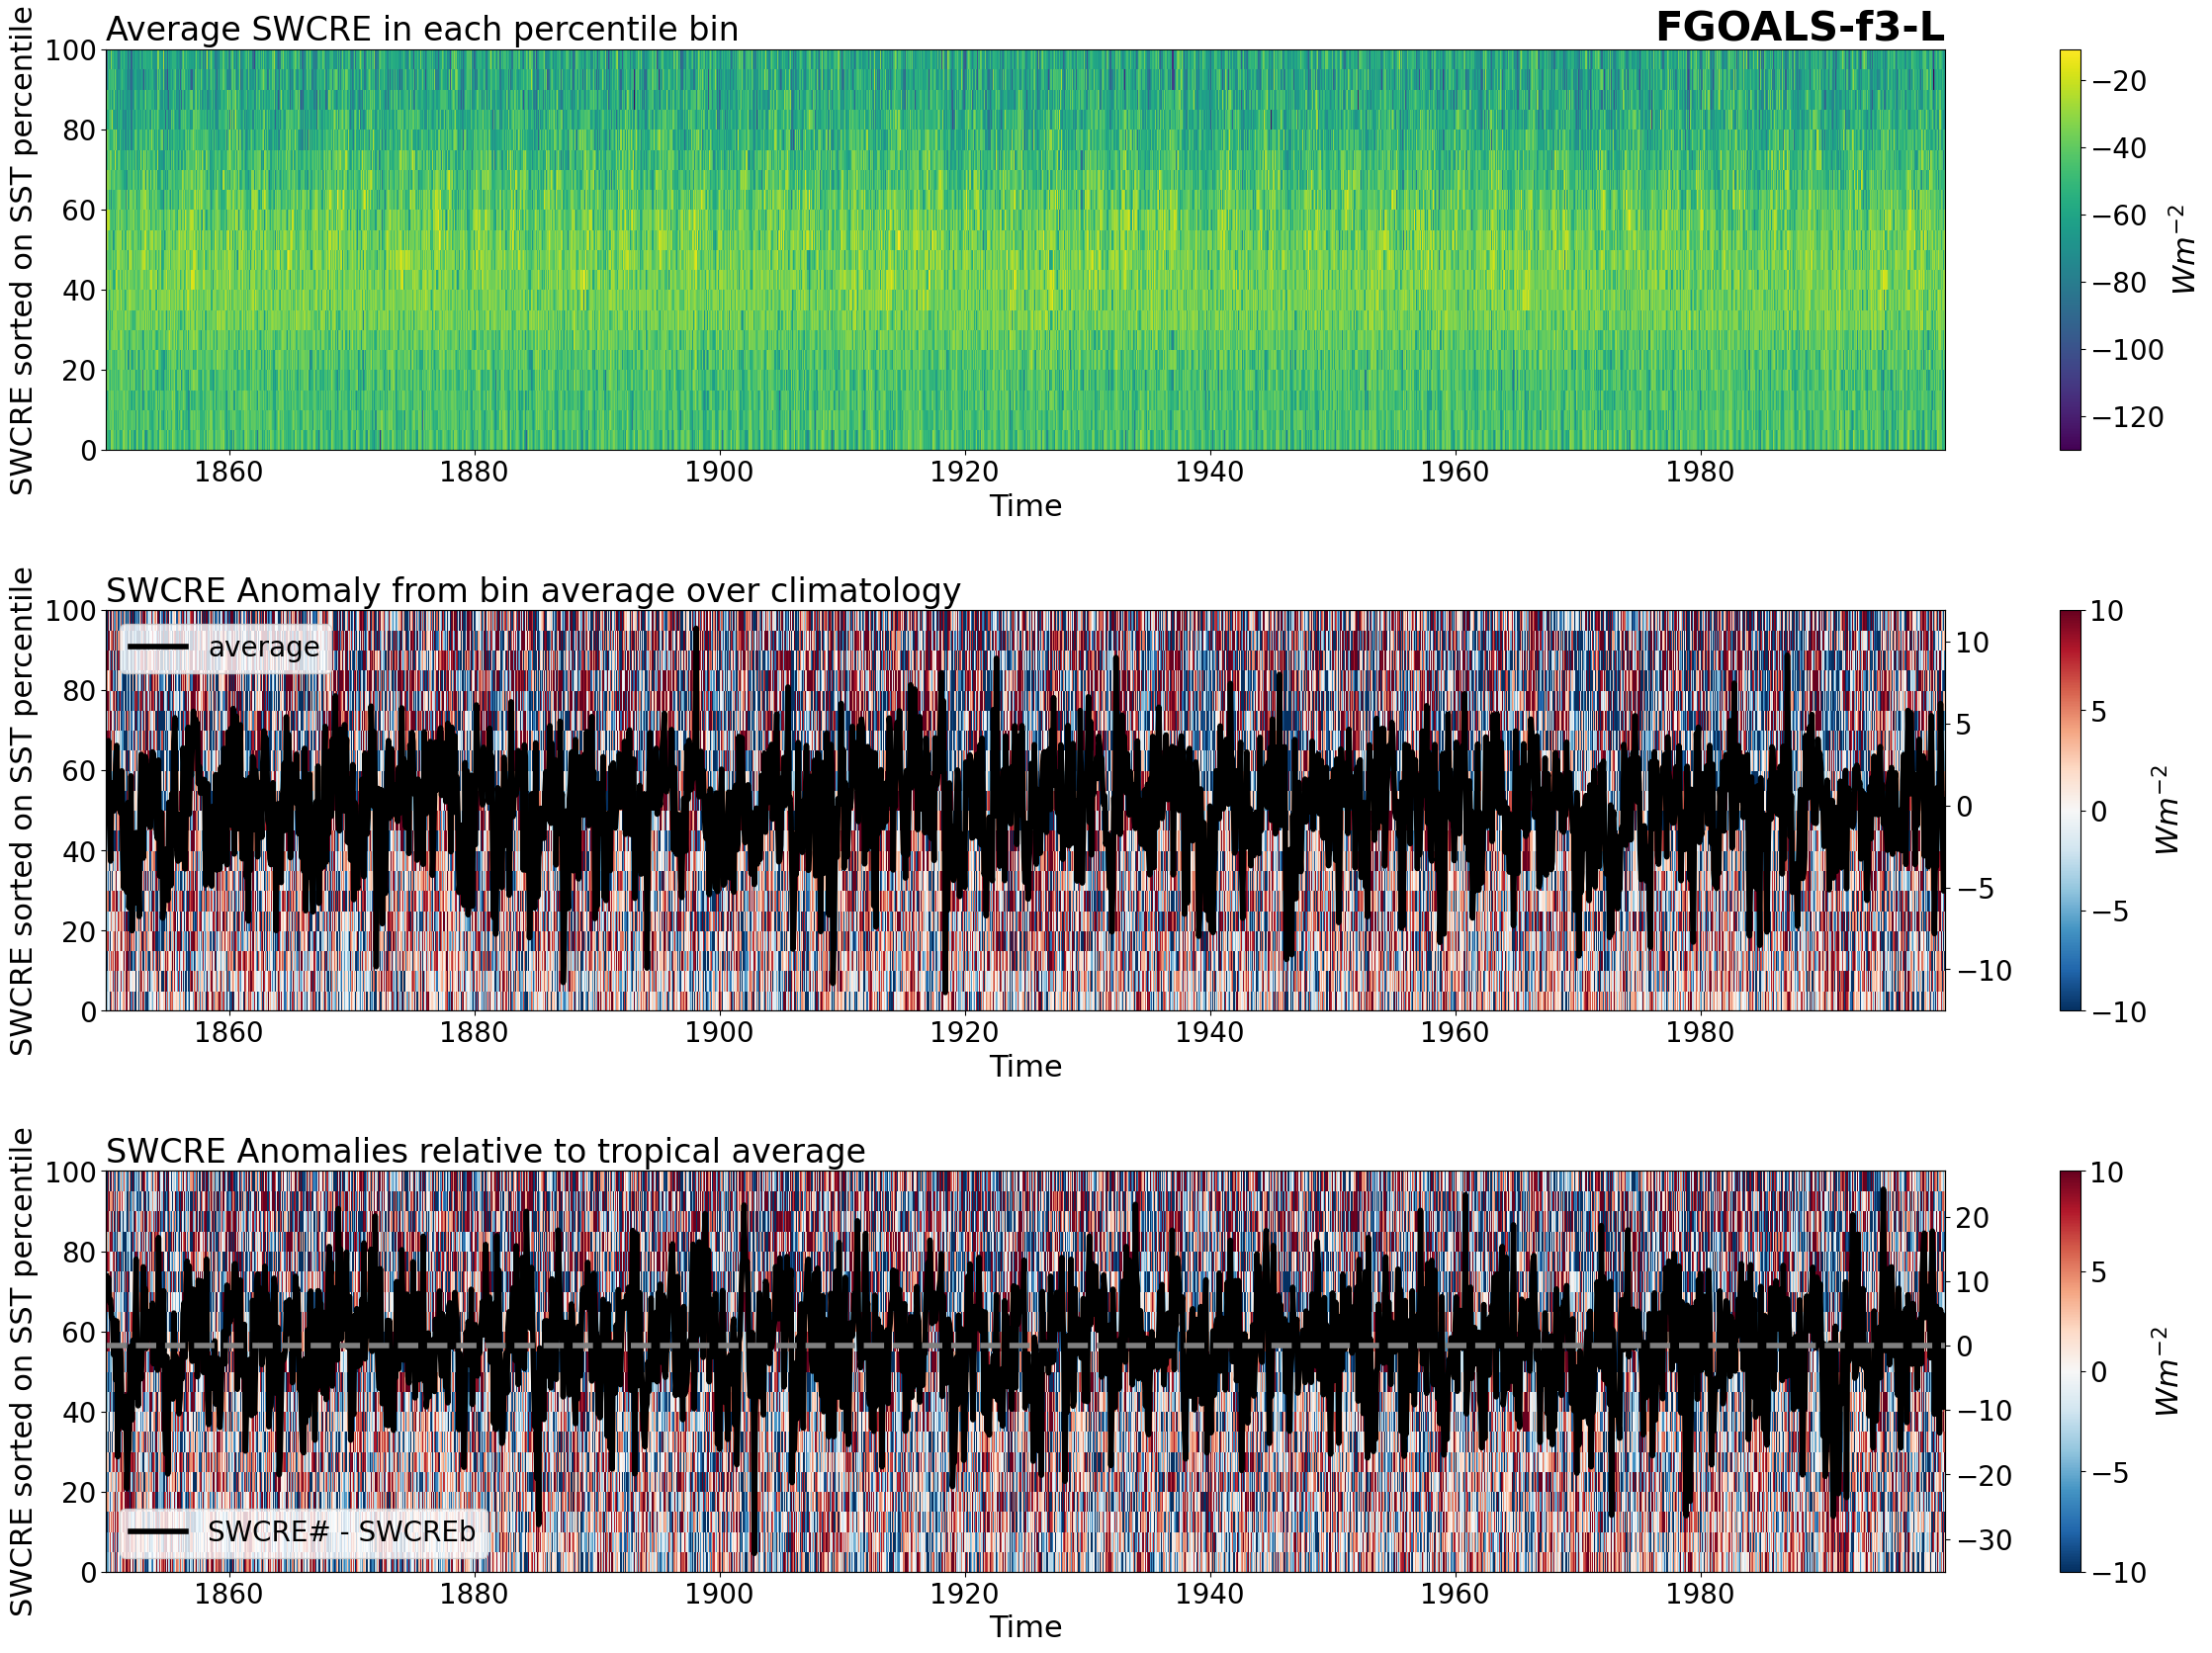 Average SWCRE in each percentile bin
FGOALS-f3-L
SWCRE sorted on SST percentile
100
80
60
40
20
0
1860 1880 1900 1920 1940 1960 1980
Time
−20
−40
−60
−80
−100
−120
Wm⁻²
SWCRE Anomaly from bin average over climatology
SWCRE sorted on SST percentile
100
80
60
40
20
0
average
10
5
0
−5
−10
1860 1880 1900 1920 1940 1960 1980
Time
10
5
0
−5
−10
Wm⁻²
SWCRE Anomalies relative to tropical average
SWCRE sorted on SST percentile
100
80
60
40
20
0
SWCRE# - SWCREb
20
10
0
−10
−20
−30
1860 1880 1900 1920 1940 1960 1980
Time
10
5
0
−5
−10
Wm⁻²